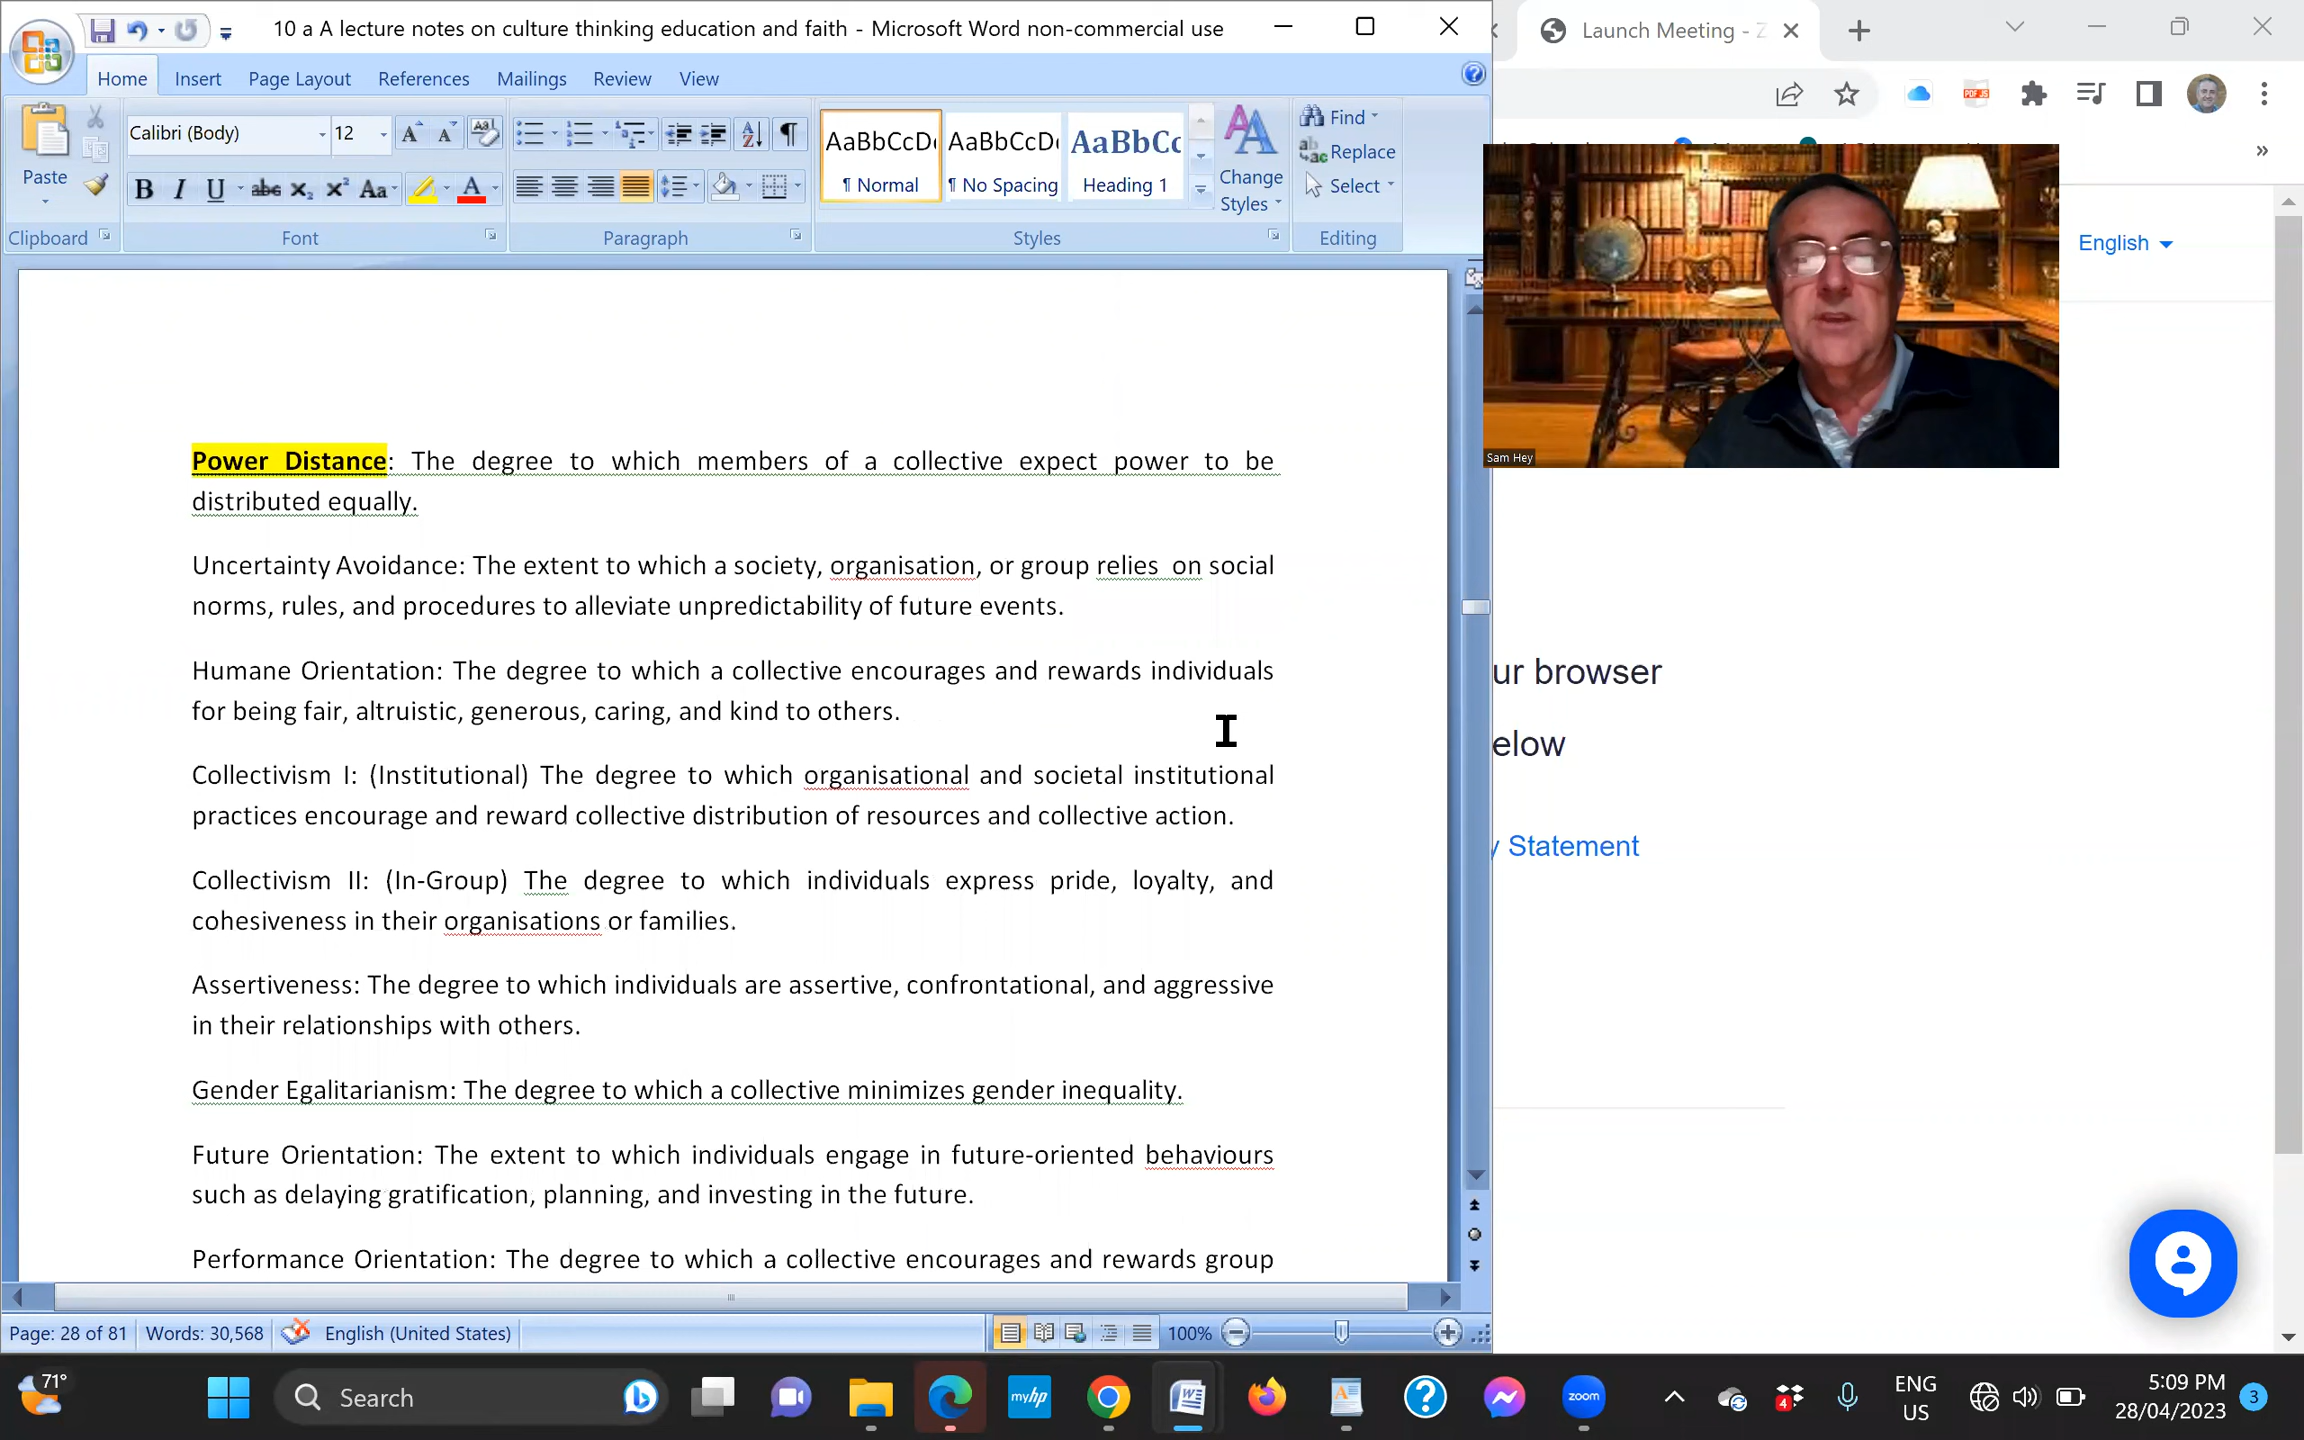 10 a A lecture notes on culture thinking education and faith - Microsoft Word non-commercial use
Launch Meeting - Z
Home Insert Page Layout References Mailings Review View
Paste
Clipboard
Calibri (Body) 12
Font
Paragraph
AaBbCcDc AaBbCcDc AaBbCc
¶ Normal ¶ No Spacing Heading 1
Change
Styles
Styles
Find
Replace
Select
Editing
English
Sam Hey
Power Distance: The degree to which members of a collective expect power to be
distributed equally.
Uncertainty Avoidance: The extent to which a society, organisation, or group relies on social
norms, rules, and procedures to alleviate unpredictability of future events.
Humane Orientation: The degree to which a collective encourages and rewards individuals
for being fair, altruistic, generous, caring, and kind to others.
Collectivism I: (Institutional) The degree to which organisational and societal institutional
practices encourage and reward collective distribution of resources and collective action.
Collectivism II: (In-Group) The degree to which individuals express pride, loyalty, and
cohesiveness in their organisations or families.
Assertiveness: The degree to which individuals are assertive, confrontational, and aggressive
in their relationships with others.
Gender Egalitarianism: The degree to which a collective minimizes gender inequality.
Future Orientation: The extent to which individuals engage in future-oriented behaviours
such as delaying gratification, planning, and investing in the future.
Performance Orientation: The degree to which a collective encourages and rewards group
ur browser
elow
y Statement
Page: 28 of 81 Words: 30,568 English (United States) 100%
71°
Search
myhp
zoom
4
ENG
US
5:09 PM
28/04/2023
3